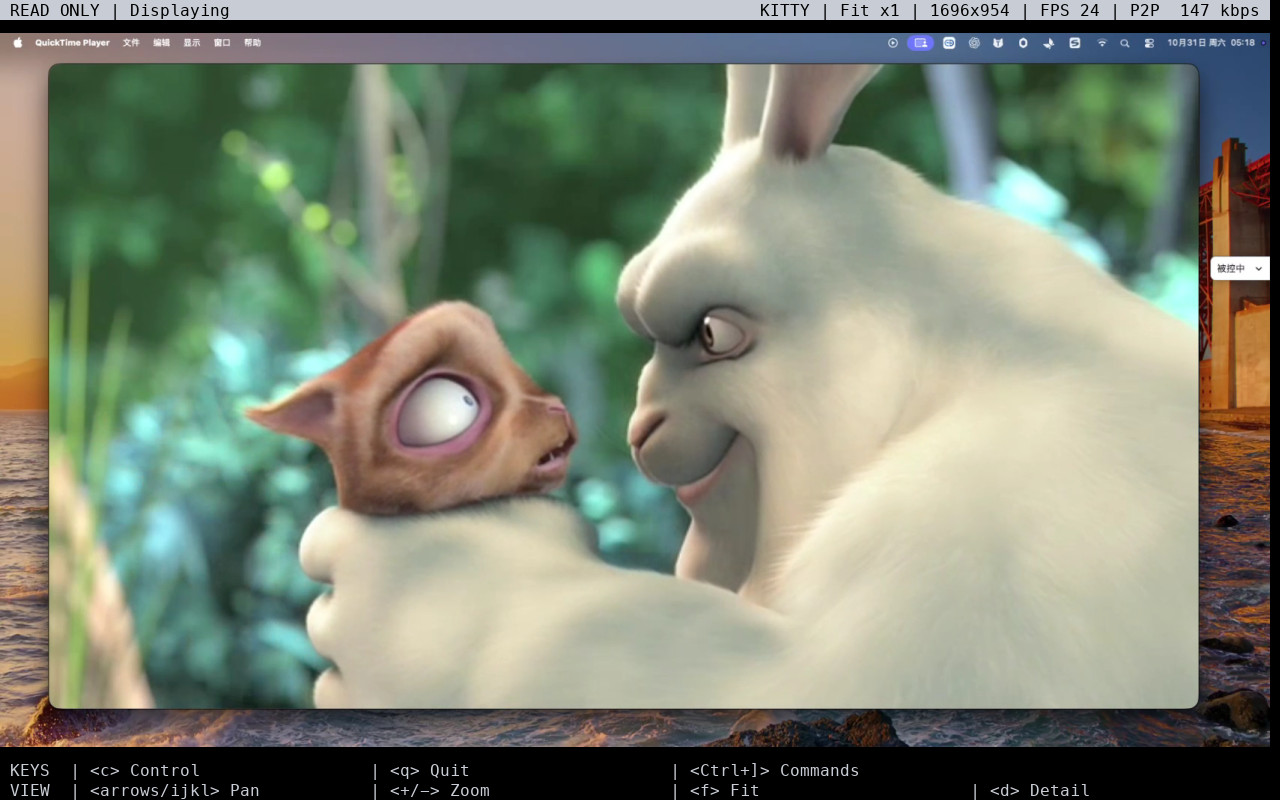 READ ONLY | Displaying KITTY | Fit x1 | 1696x954 | FPS 24 | P2P 147 kbps
QuickTime Player 文件 编辑 显示 窗口 帮助 10月31日 周六 05:18
被控中
KEYS | <c> Control | <q> Quit | <Ctrl+]> Commands
VIEW | <arrows/ijkl> Pan | <+/−> Zoom | <f> Fit | <d> Detail